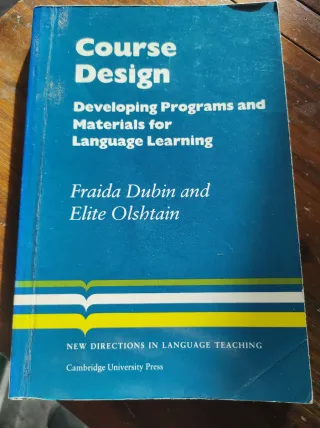 Course
Design
Developing Programs and
Materials for
Language Learning
Fraida Dubin and
Elite Olshtain
NEW DIRECTIONS IN LANGUAGE TEACHING
Cambridge University Press